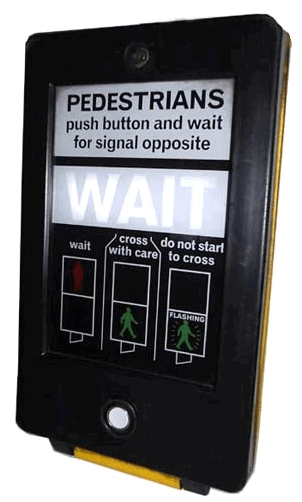 PEDESTRIANS
push button and wait
for signal opposite
WAIT
wait
cross
with care
do not start
to cross
FLASHING